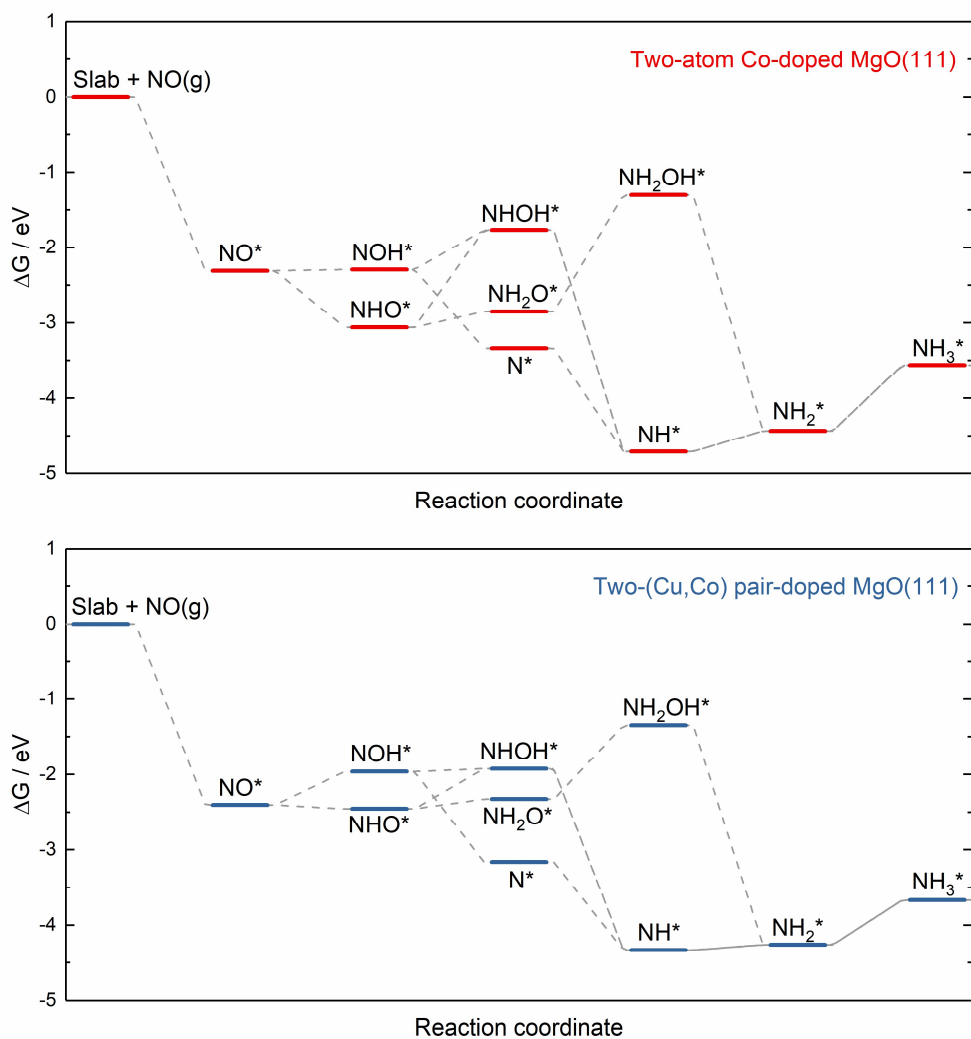 1
Two-atom Co-doped MgO(111)
Slab + NO(g)
0
-1
NH₂OH*
NHOH*
-2
NO*
NOH*
ΔG / eV
NH₂O*
NHO*
-3
N*
NH₃*
-4
NH₂*
NH*
-5
Reaction coordinate
1
Two-(Cu,Co) pair-doped MgO(111)
Slab + NO(g)
0
-1
NH₂OH*
NOH*
NHOH*
-2
NO*
ΔG / eV
NHO*
NH₂O*
-3
N*
NH₃*
-4
NH*
NH₂*
-5
Reaction coordinate